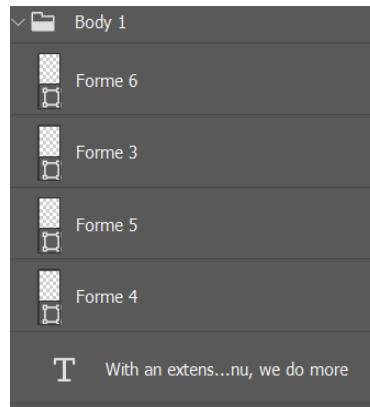 Body 1
Forme 6
Forme 3
Forme 5
Forme 4
T With an extens...nu, we do more